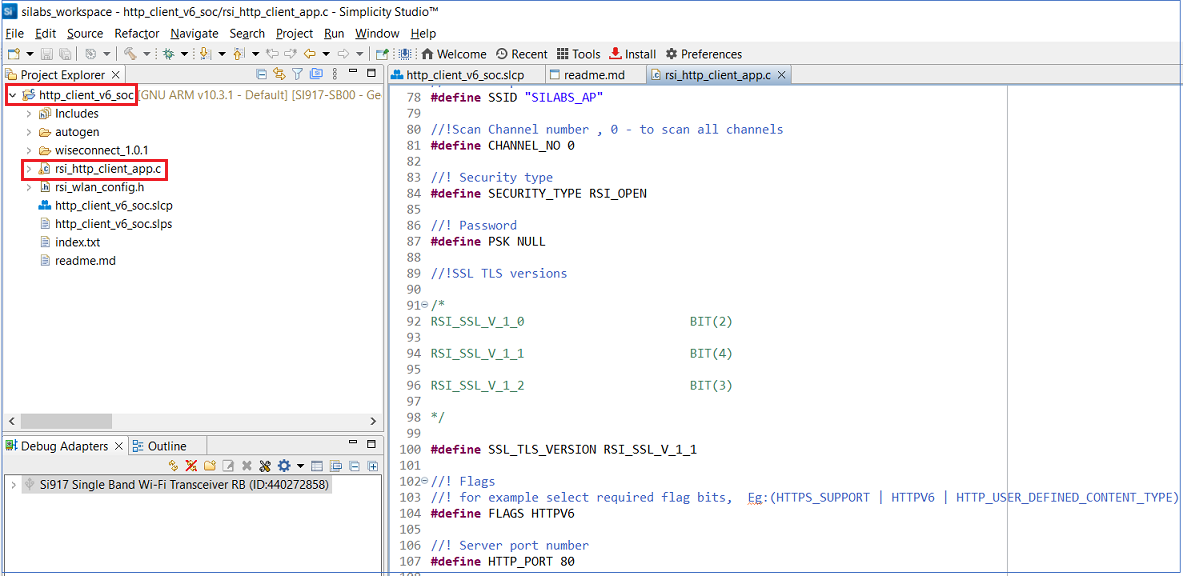 silabs_workspace - http_client_v6_soc/rsi_http_client_app.c - Simplicity Studio™
File Edit Source Refactor Navigate Search Project Run Window Help
Welcome Recent Tools Install Preferences
Project Explorer
http_client_v6_soc [GNU ARM v10.3.1 - Default] [SI917-SB00 - Ge
Includes
autogen
wiseconnect_1.0.1
rsi_http_client_app.c
rsi_wlan_config.h
http_client_v6_soc.slcp
http_client_v6_soc.slps
index.txt
readme.md
Debug Adapters Outline
Si917 Single Band Wi-Fi Transceiver RB (ID:440272858)
http_client_v6_soc.slcp readme.md rsi_http_client_app.c
78 #define SSID "SILABS_AP"
79
80 //!Scan Channel number , 0 - to scan all channels
81 #define CHANNEL_NO 0
82
83 //! Security type
84 #define SECURITY_TYPE RSI_OPEN
85
86 //! Password
87 #define PSK NULL
88
89 //!SSL TLS versions
90
91 /*
92 RSI_SSL_V_1_0 BIT(2)
93
94 RSI_SSL_V_1_1 BIT(4)
95
96 RSI_SSL_V_1_2 BIT(3)
97
98 */
99
100 #define SSL_TLS_VERSION RSI_SSL_V_1_1
101
102 //! Flags
103 //! for example select required flag bits, Eg:(HTTPS_SUPPORT | HTTPV6 | HTTP_USER_DEFINED_CONTENT_TYPE)
104 #define FLAGS HTTPV6
105
106 //! Server port number
107 #define HTTP_PORT 80